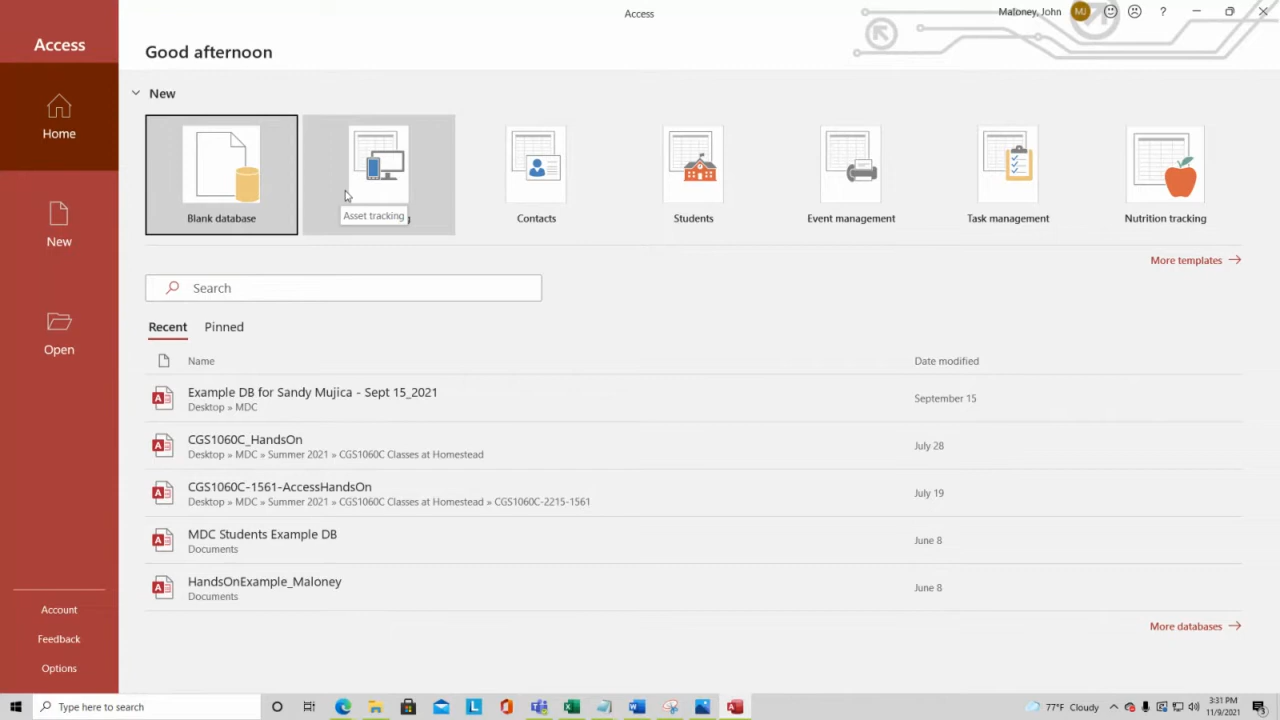 Access
Maloney, John MJ ?
Access
Good afternoon
New
Home
New
Open
Blank database
Asset tracking
Contacts
Students
Event management
Task management
Nutrition tracking
More templates
Search
Recent Pinned
Name Date modified
Example DB for Sandy Mujica - Sept 15_2021
Desktop » MDC
September 15
CGS1060C_HandsOn
Desktop » MDC » Summer 2021 » CGS1060C Classes at Homestead
July 28
CGS1060C-1561-AccessHandsOn
Desktop » MDC » Summer 2021 » CGS1060C Classes at Homestead » CGS1060C-2215-1561
July 19
MDC Students Example DB
Documents
June 8
HandsOnExample_Maloney
Documents
June 8
More databases
Account
Feedback
Options
Type here to search
77°F Cloudy
3:31 PM
11/9/2021